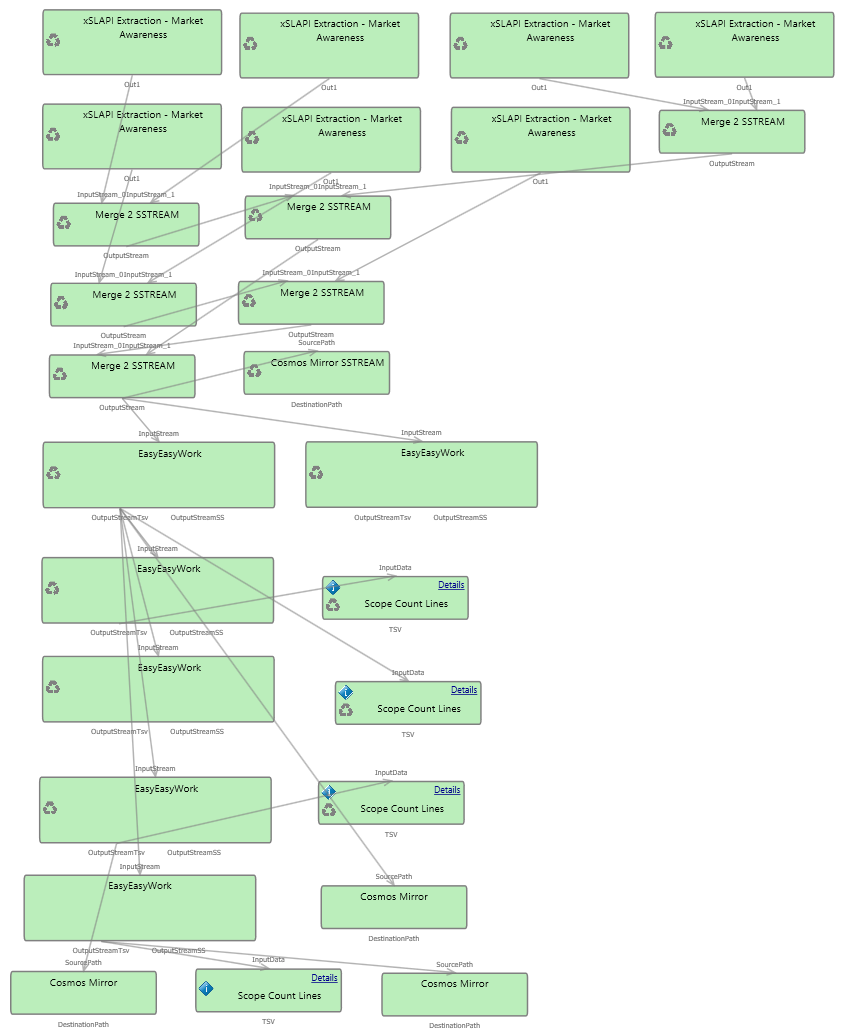 xSLAPI Extraction - Market
Awareness
Out1
xSLAPI Extraction - Market
Awareness
Out1
xSLAPI Extraction - Market
Awareness
Out1
xSLAPI Extraction - Market
Awareness
Out1
xSLAPI Extraction - Market
Awareness
Out1
xSLAPI Extraction - Market
Awareness
Out1
xSLAPI Extraction - Market
Awareness
Out1
InputStream_0InputStream_1
Merge 2 SSTREAM
OutputStream
InputStream_0InputStream_1
Merge 2 SSTREAM
OutputStream
InputStream_0InputStream_1
Merge 2 SSTREAM
OutputStream
InputStream_0InputStream_1
Merge 2 SSTREAM
OutputStream
InputStream_0InputStream_1
Merge 2 SSTREAM
OutputStream
InputStream_0InputStream_1
Merge 2 SSTREAM
OutputStream
SourcePath
Cosmos Mirror SSTREAM
DestinationPath
InputStream
EasyEasyWork
OutputStreamTsv OutputStreamSS
InputStream
EasyEasyWork
OutputStreamTsv OutputStreamSS
InputStream
EasyEasyWork
OutputStreamTsv OutputStreamSS
InputData
Details
Scope Count Lines
TSV
InputStream
EasyEasyWork
OutputStreamTsv OutputStreamSS
InputData
Details
Scope Count Lines
TSV
InputStream
EasyEasyWork
OutputStreamTsv OutputStreamSS
InputData
Details
Scope Count Lines
TSV
InputStream
EasyEasyWork
OutputStreamTsv OutputStreamSS
SourcePath
Cosmos Mirror
DestinationPath
SourcePath
Cosmos Mirror
DestinationPath
InputData
Details
Scope Count Lines
TSV
SourcePath
Cosmos Mirror
DestinationPath